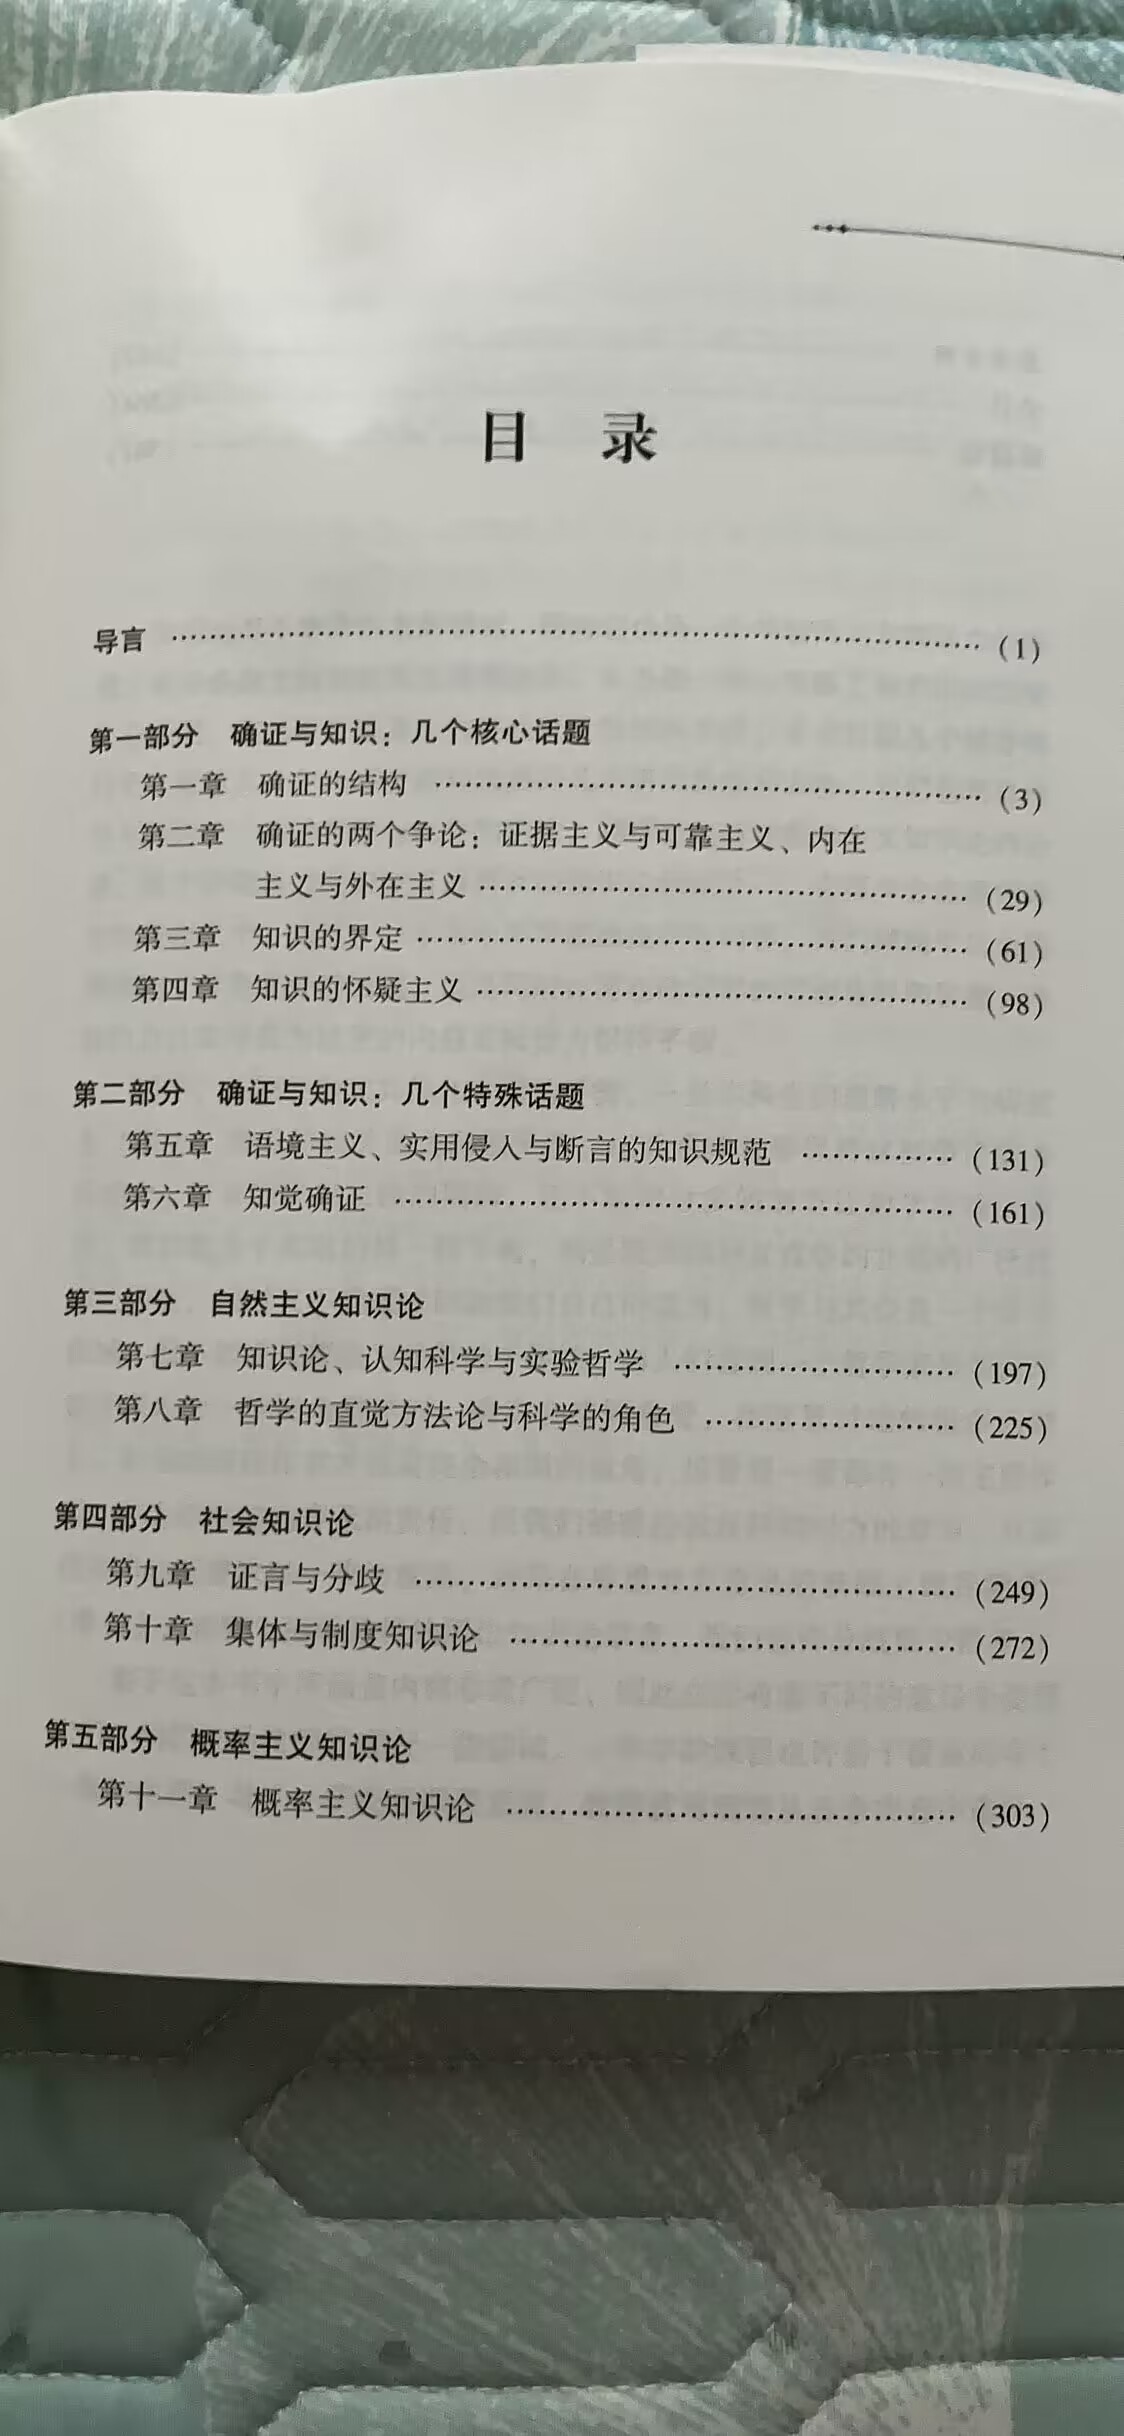 目 录
导言 …………………………………………………… (1)
第一部分 确证与知识：几个核心话题
第一章 确证的结构 …………………………………… (3)
第二章 确证的两个争论：证据主义与可靠主义、内在
主义与外在主义 …………………………………… (29)
第三章 知识的界定 …………………………………… (61)
第四章 知识的怀疑主义 ……………………………… (98)
第二部分 确证与知识：几个特殊话题
第五章 语境主义、实用侵入与断言的知识规范 ………… (131)
第六章 知觉确证 ……………………………………… (161)
第三部分 自然主义知识论
第七章 知识论、认知科学与实验哲学 ………………… (197)
第八章 哲学的直觉方法论与科学的角色 ……………… (225)
第四部分 社会知识论
第九章 证言与分歧 …………………………………… (249)
第十章 集体与制度知识论 …………………………… (272)
第五部分 概率主义知识论
第十一章 概率主义知识论 …………………………… (303)